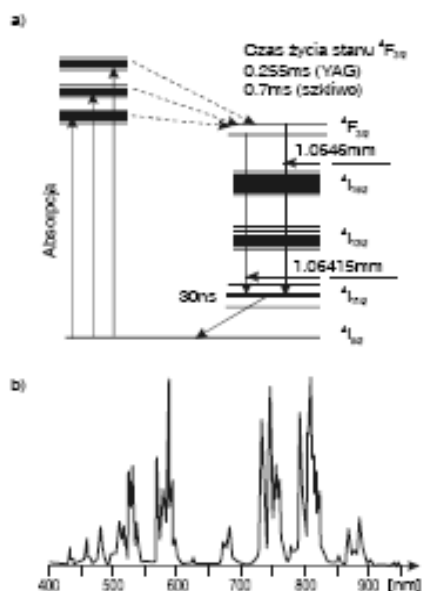 a)
Czas życia stanu ⁴F₃/₂
0.255ms (YAG)
0.7ms (szkliwo)
⁴F₃/₂
1.0646mm
⁴I₁₅/₂
⁴I₁₃/₂
1.06415mm
30ns
⁴I₁₁/₂
⁴I₉/₂
Absorpcja
b)
400 500 600 700 800 900 [nm]